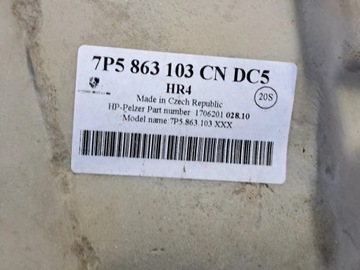 7P5 863 103 CN DC5
HR4
20S
Made in Czech Republic
HP-Pelzer Part number 1706201 028.10
Model name:7P5.863.103 XXX